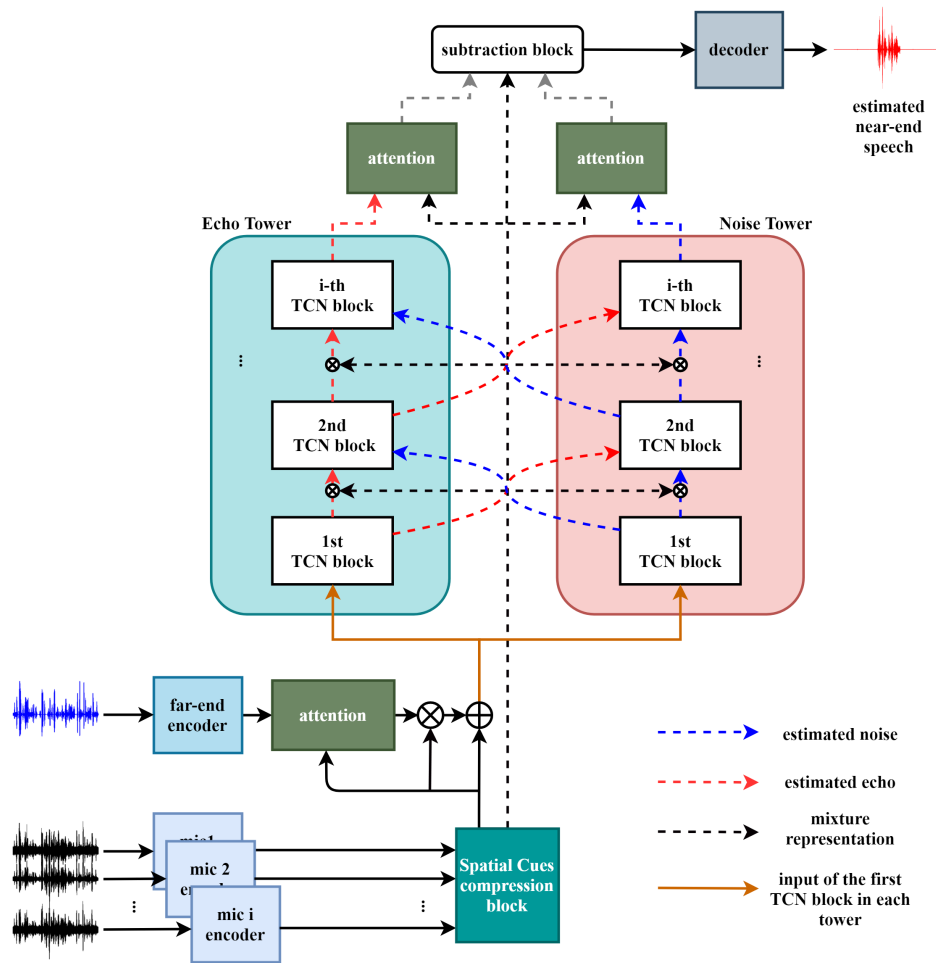 subtraction block
decoder
estimated
near-end
speech
attention
attention
Echo Tower
Noise Tower
i-th
TCN block
i-th
TCN block
...
...
2nd
TCN block
2nd
TCN block
1st
TCN block
1st
TCN block
far-end
encoder
attention
estimated noise
estimated echo
mixture
representation
input of the first
TCN block in each
tower
mic 2
mic i
encoder
...
...
Spatial Cues
compression
block